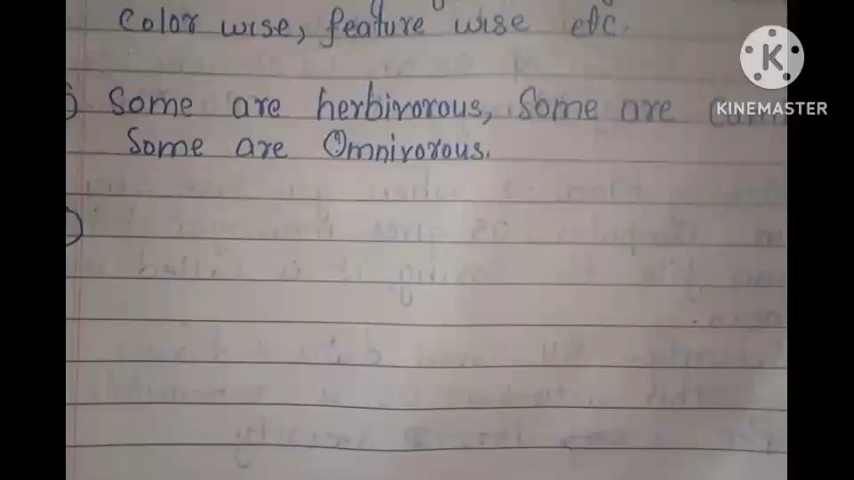 Color wise, feature wise etc.
Some are herbivorous, Some are
Some are Omnivorous.
K
KINEMASTER